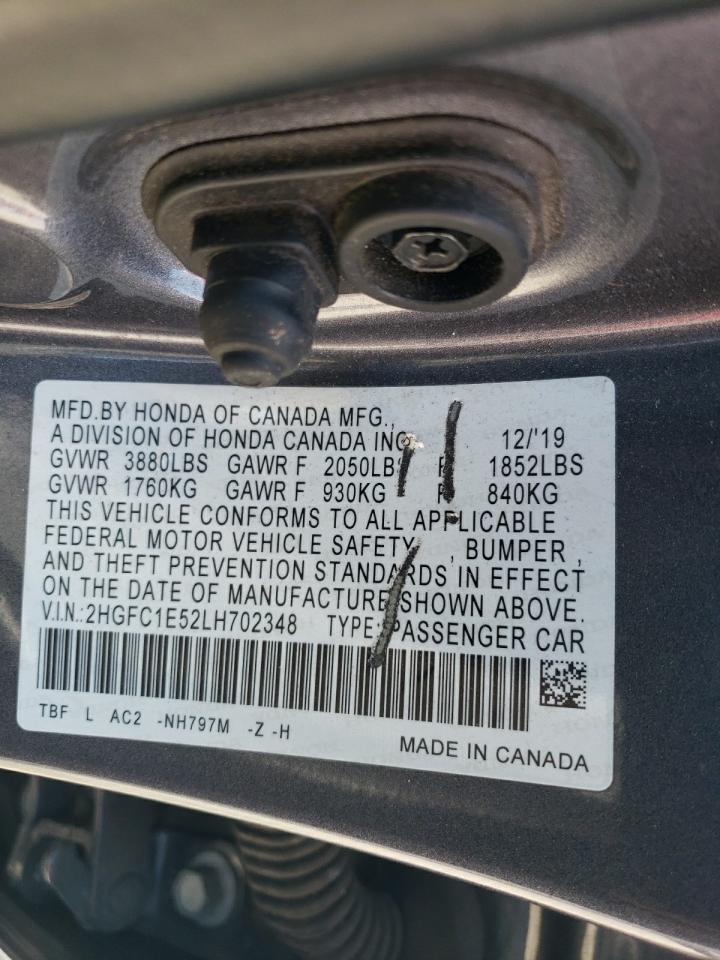 MFD.BY HONDA OF CANADA MFG.,
A DIVISION OF HONDA CANADA INC 12/'19
GVWR 3880LBS GAWR F 2050LBS R 1852LBS
GVWR 1760KG GAWR F 930KG R 840KG
THIS VEHICLE CONFORMS TO ALL APPLICABLE
FEDERAL MOTOR VEHICLE SAFETY, BUMPER,
AND THEFT PREVENTION STANDARDS IN EFFECT
ON THE DATE OF MANUFACTURE SHOWN ABOVE.
V.I.N.:2HGFC1E52LH702348 TYPE:PASSENGER CAR
TBF L AC2 -NH797M -Z -H
MADE IN CANADA